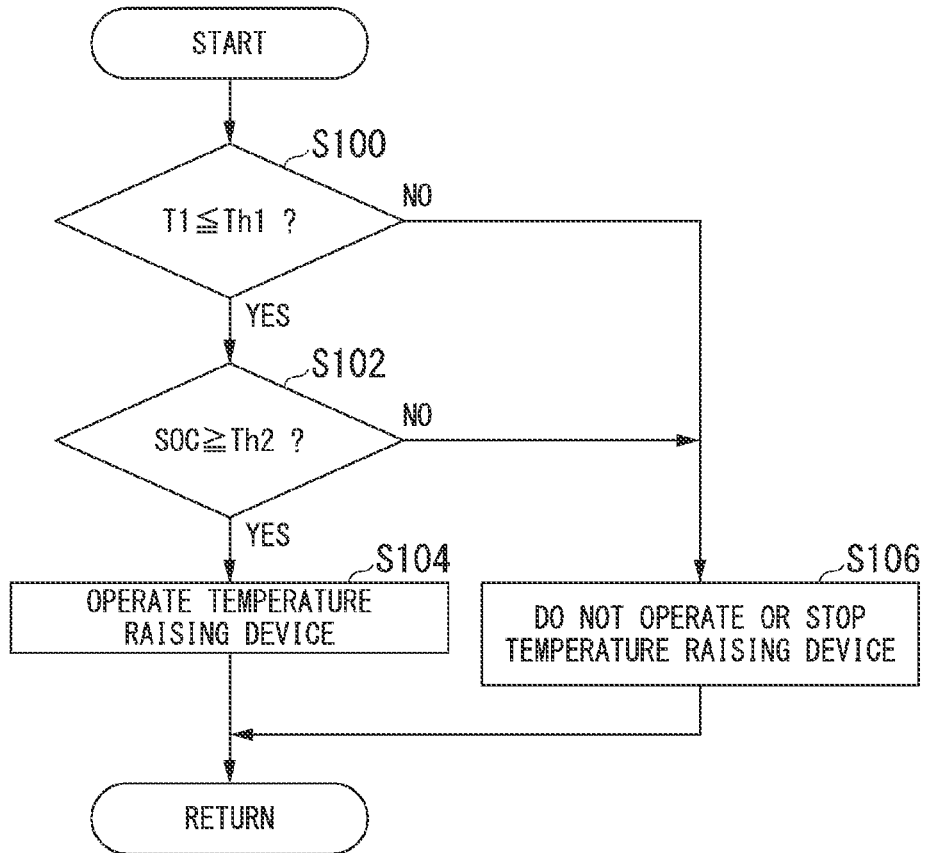 START
S100
T1≦Th1 ?
NO
YES
S102
SOC≧Th2 ?
NO
YES
S104
OPERATE TEMPERATURE
RAISING DEVICE
S106
DO NOT OPERATE OR STOP
TEMPERATURE RAISING DEVICE
RETURN